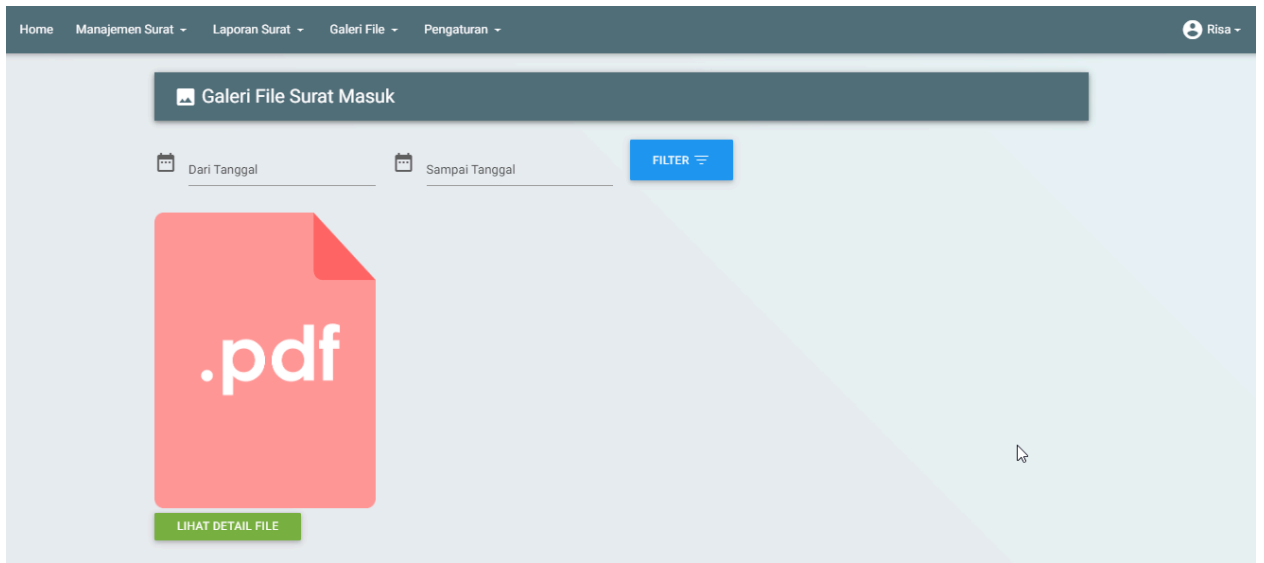 Home Manajemen Surat Laporan Surat Galeri File Pengaturan Risa
Galeri File Surat Masuk
Dari Tanggal Sampai Tanggal FILTER
.pdf
LIHAT DETAIL FILE